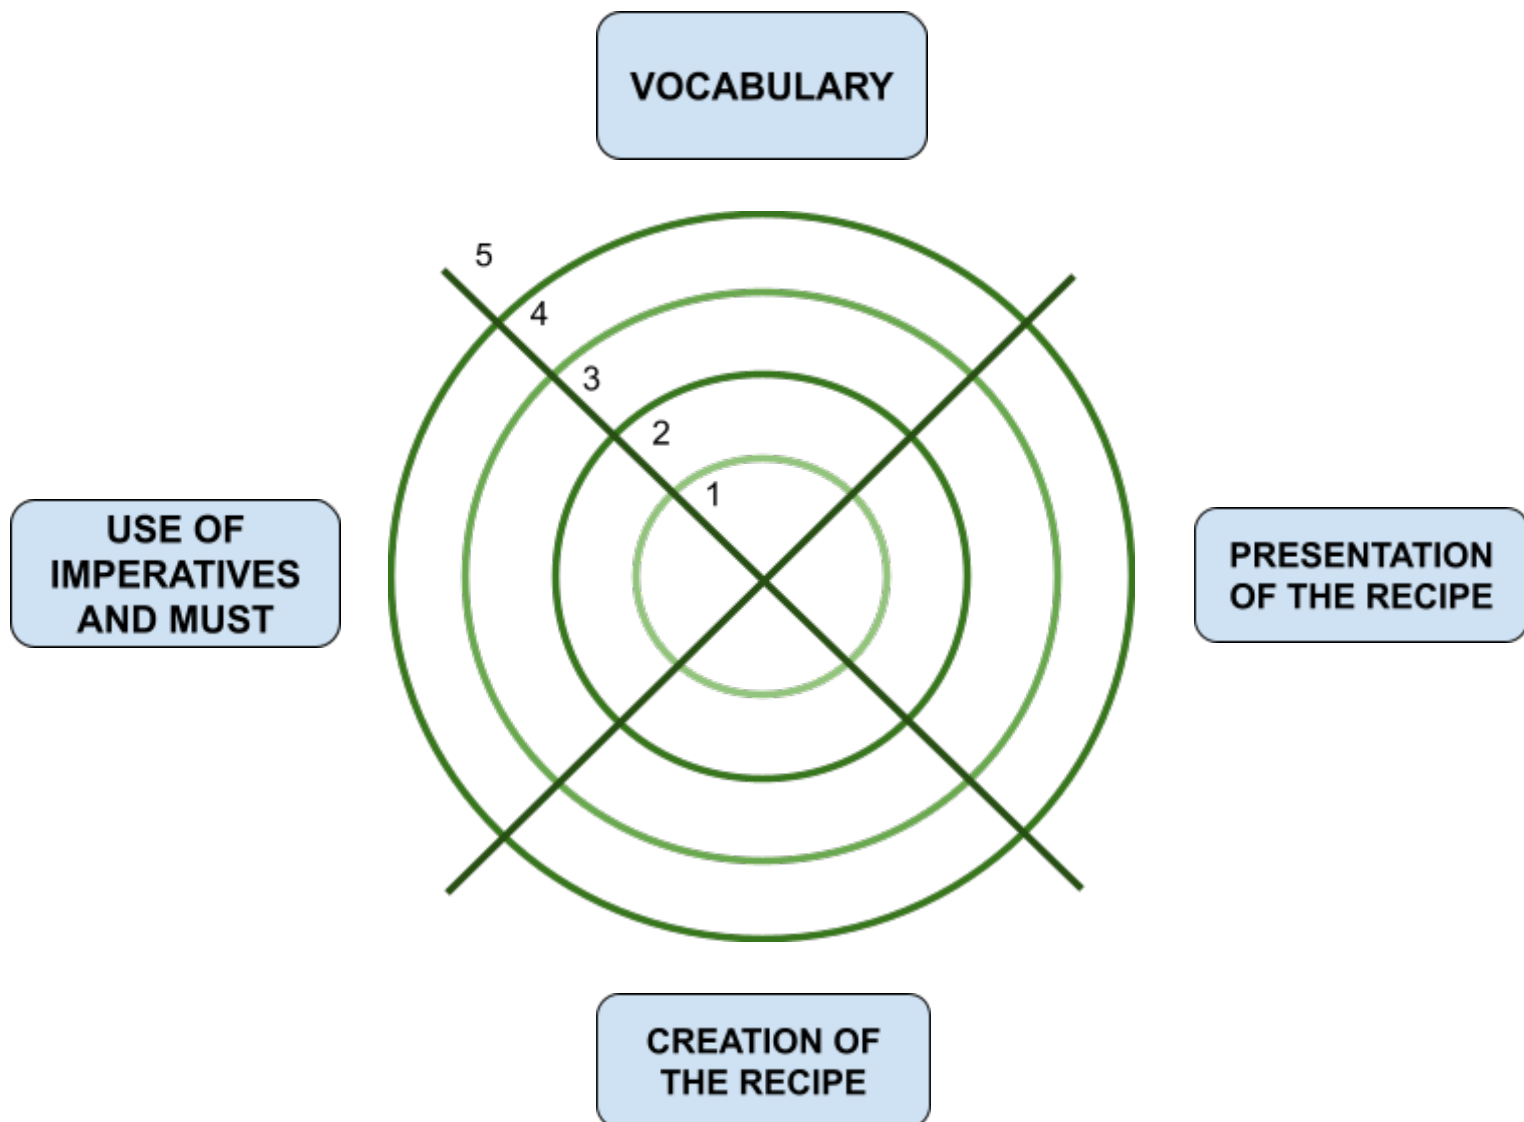 VOCABULARY
5
4
3
2
1
USE OF
IMPERATIVES
AND MUST
PRESENTATION
OF THE RECIPE
CREATION OF
THE RECIPE